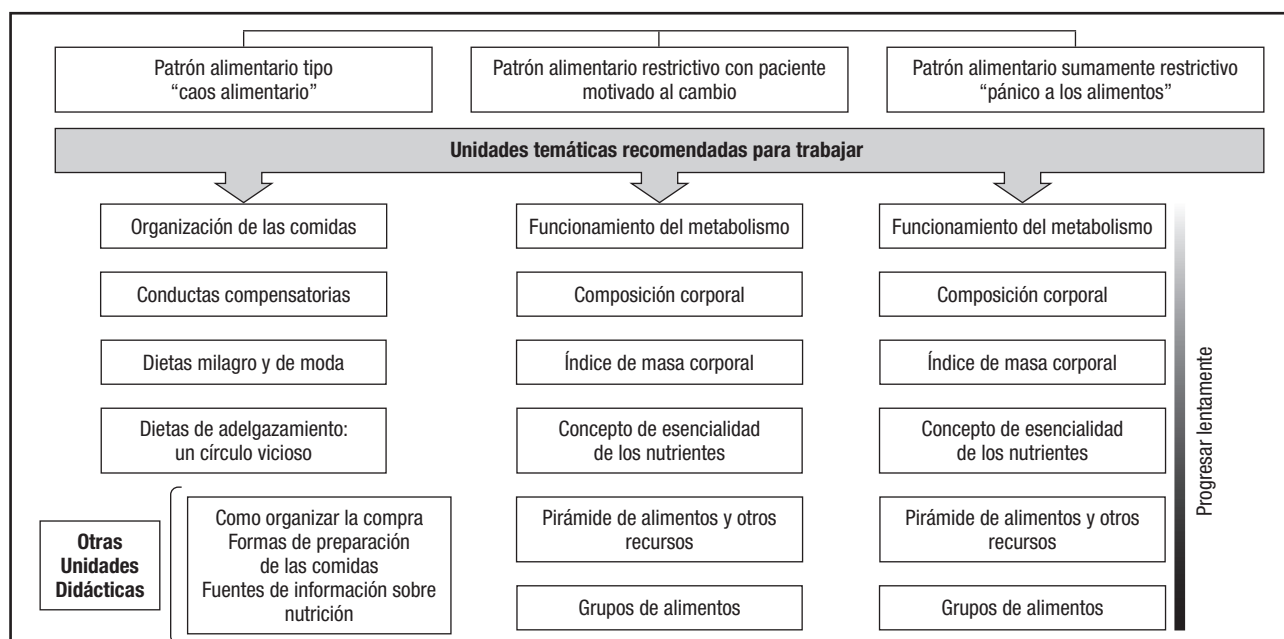 Patrón alimentario tipo
“caos alimentario”
Patrón alimentario restrictivo con paciente
motivado al cambio
Patrón alimentario sumamente restrictivo
“pánico a los alimentos”
Unidades temáticas recomendadas para trabajar
Organización de las comidas
Conductas compensatorias
Dietas milagro y de moda
Dietas de adelgazamiento:
un círculo vicioso
Otras
Unidades
Didácticas
Como organizar la compra
Formas de preparación
de las comidas
Fuentes de información sobre
nutrición
Funcionamiento del metabolismo
Composición corporal
Índice de masa corporal
Concepto de esencialidad
de los nutrientes
Pirámide de alimentos y otros
recursos
Grupos de alimentos
Funcionamiento del metabolismo
Composición corporal
Índice de masa corporal
Concepto de esencialidad
de los nutrientes
Pirámide de alimentos y otros
recursos
Grupos de alimentos
Progresar lentamente